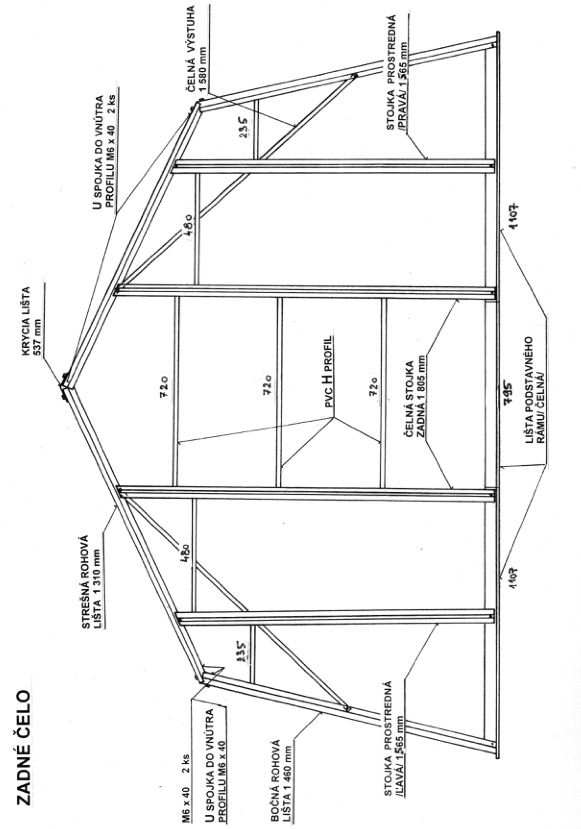 ZADNÉ ČELO
KRYCIA LIŠTA
537 mm
U SPOJKA DO VNÚTRA
PROFILU M6 x 40 2 ks
ČELNÁ VÝSTUHA
1 580 mm
STREŠNÁ ROHOVÁ
LIŠTA 1 310 mm
M6 x 40 2 ks
U SPOJKA DO VNÚTRA
PROFILU M6 x 40
BOČNÁ ROHOVÁ
LIŠTA 1 460 mm
235
480
720
720
720
480
235
PVC H PROFIL
STOJKA PROSTREDNÁ
/ĽAVÁ/ 1 565 mm
ČELNÁ STOJKA
ZADNÁ 1 805 mm
STOJKA PROSTREDNÁ
/PRAVÁ/ 1 565 mm
1107
795
1107
LIŠTA PODSTAVNÉHO
RÁMU/ ČELNÁ/